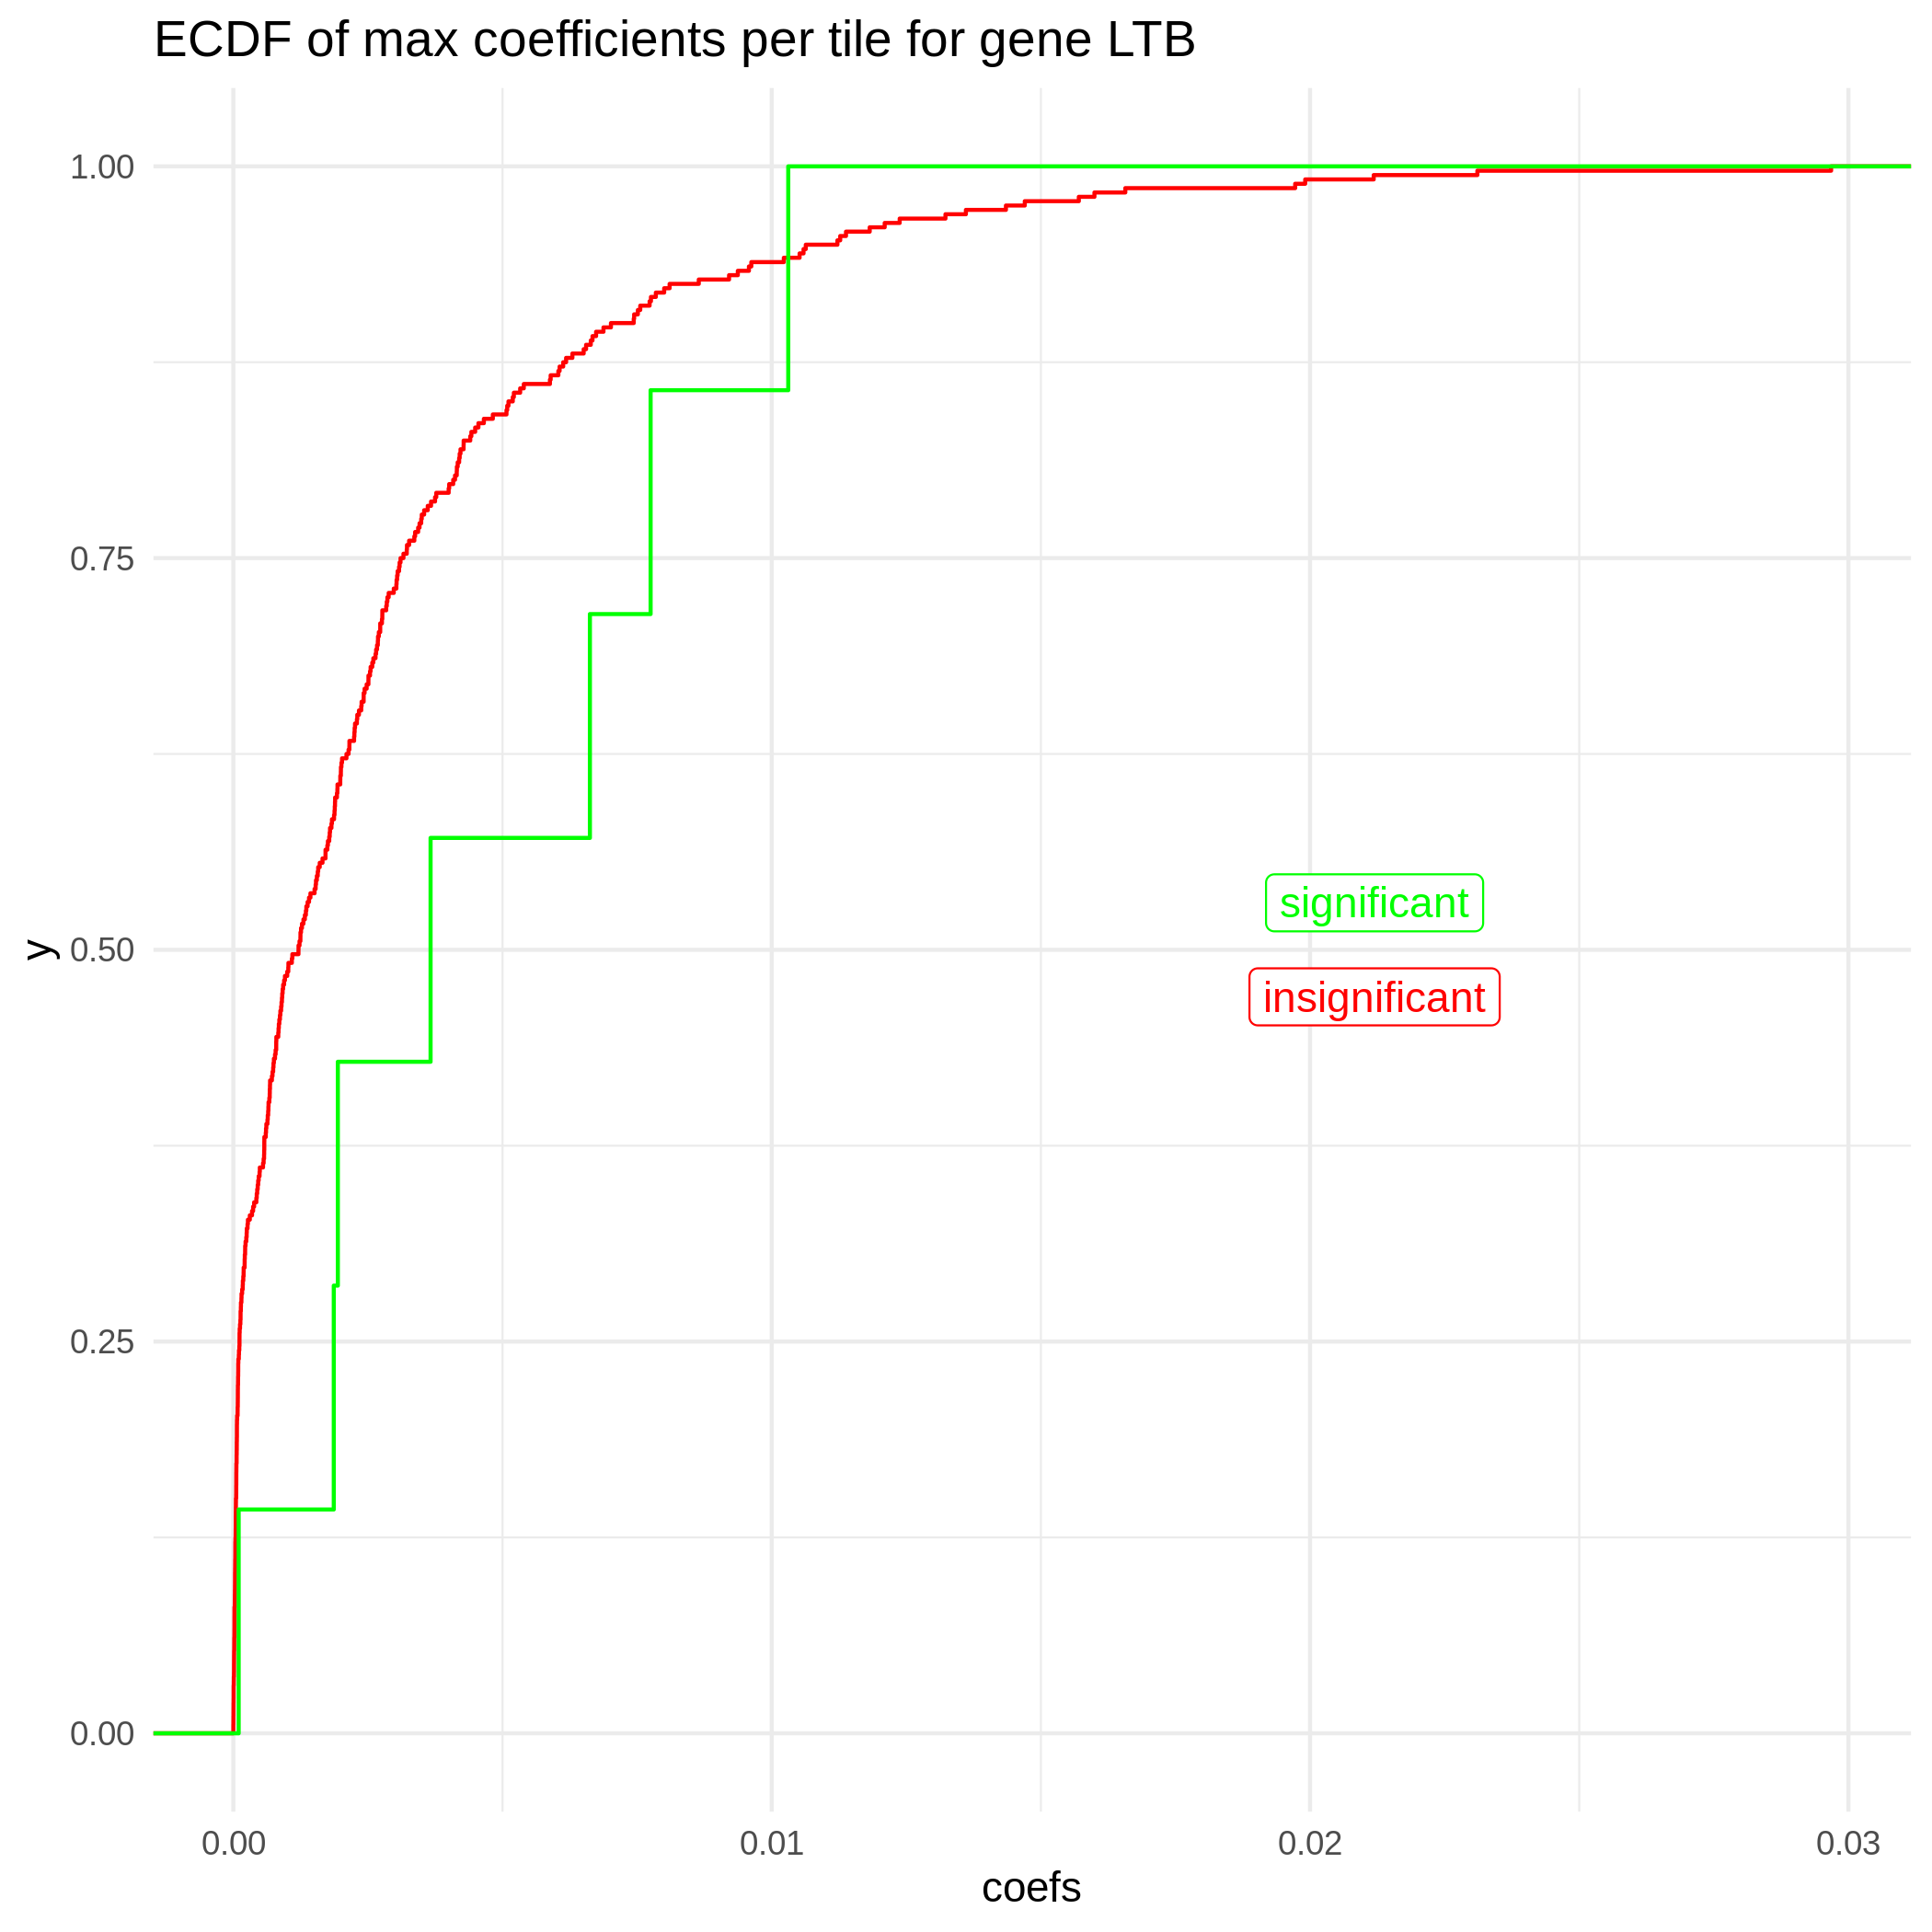 ECDF of max coefficients per tile for gene LTB
1.00
0.75
0.50
0.25
0.00
y
significant
insignificant
0.00 0.01 0.02 0.03
coefs